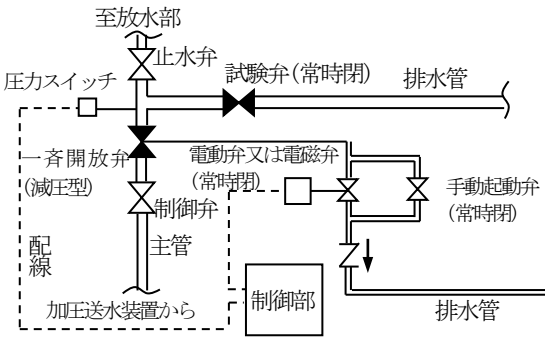 至放水部
止水弁
圧力スイッチ
試験弁(常時閉)
排水管
一斉開放弁
(減圧型)
電動弁又は電磁弁
(常時閉)
手動起動弁
(常時閉)
制御弁
配線
主管
制御部
加圧送水装置から
排水管